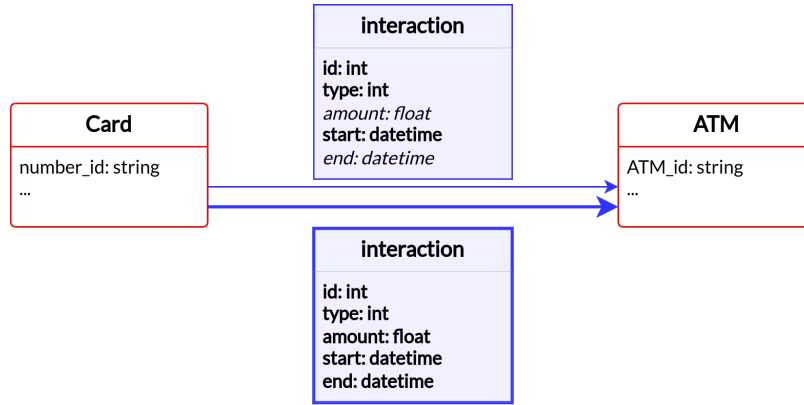 interaction
id: int
type: int
amount: float
start: datetime
end: datetime
Card
number_id: string
...
ATM
ATM_id: string
...
interaction
id: int
type: int
amount: float
start: datetime
end: datetime